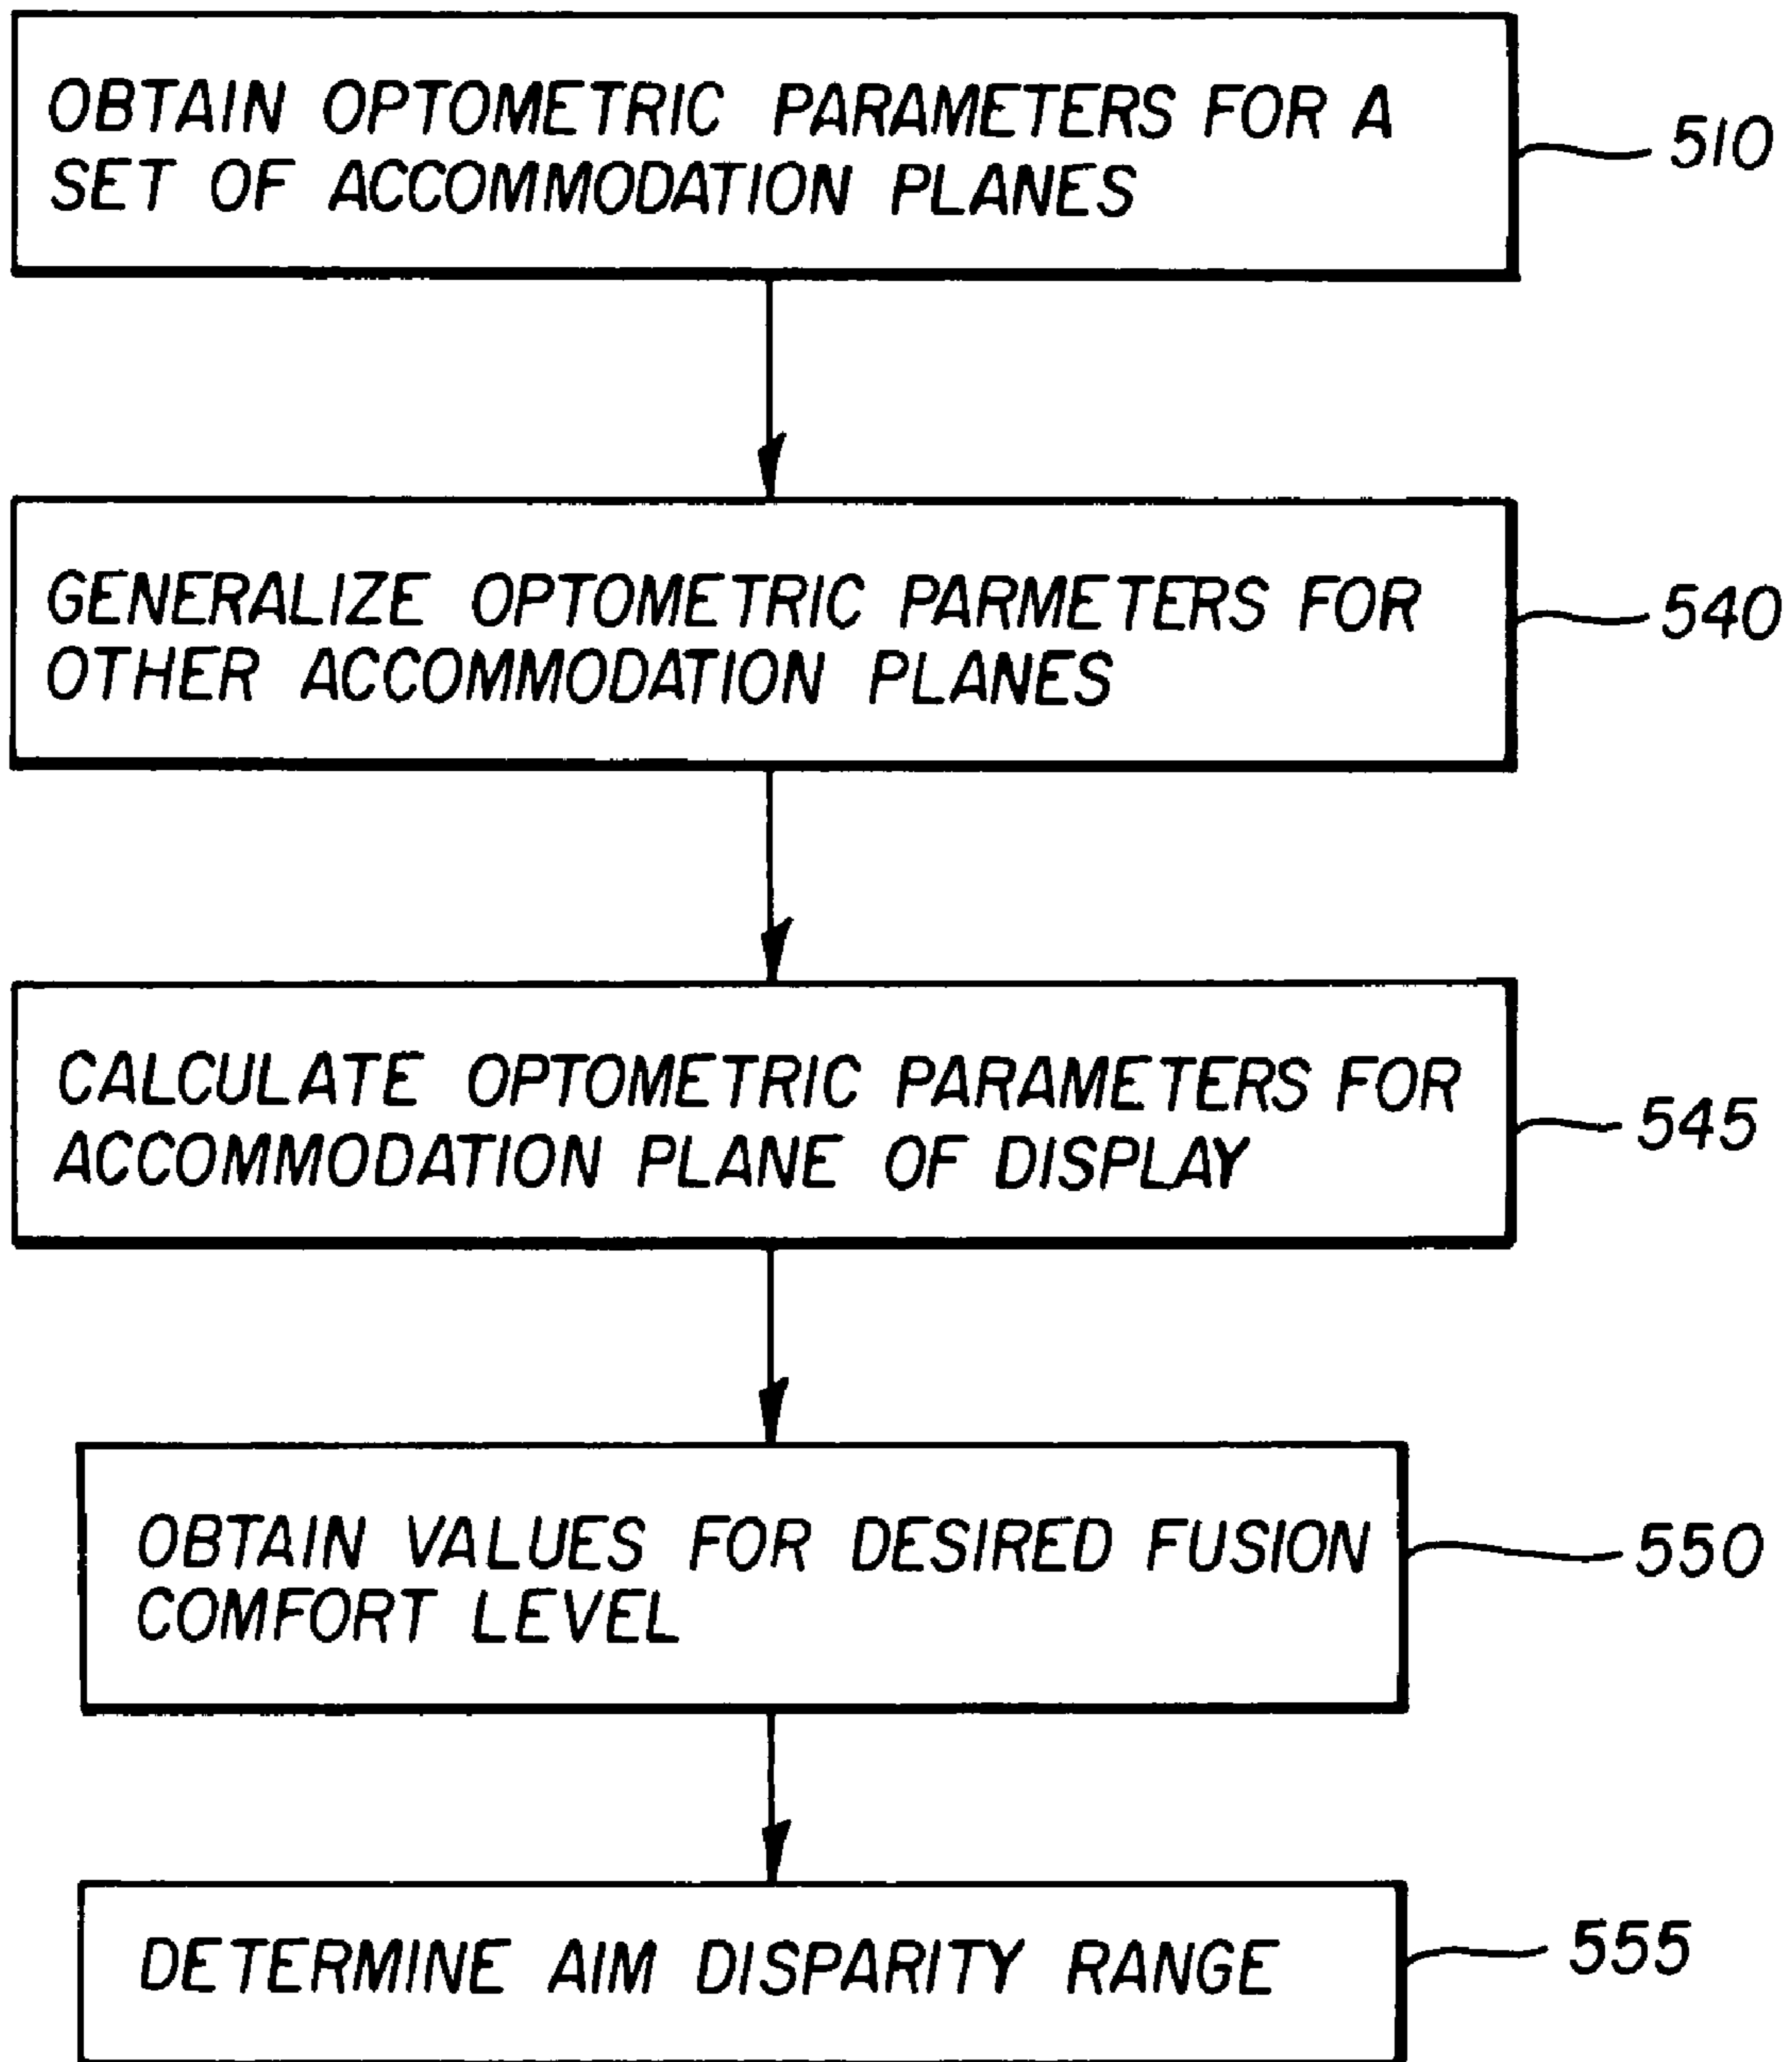 OBTAIN OPTOMETRIC PARAMETERS FOR A
SET OF ACCOMMODATION PLANES
510
GENERALIZE OPTOMETRIC PARMETERS FOR
OTHER ACCOMMODATION PLANES
540
CALCULATE OPTOMETRIC PARAMETERS FOR
ACCOMMODATION PLANE OF DISPLAY
545
OBTAIN VALUES FOR DESIRED FUSION
COMFORT LEVEL
550
DETERMINE AIM DISPARITY RANGE
555